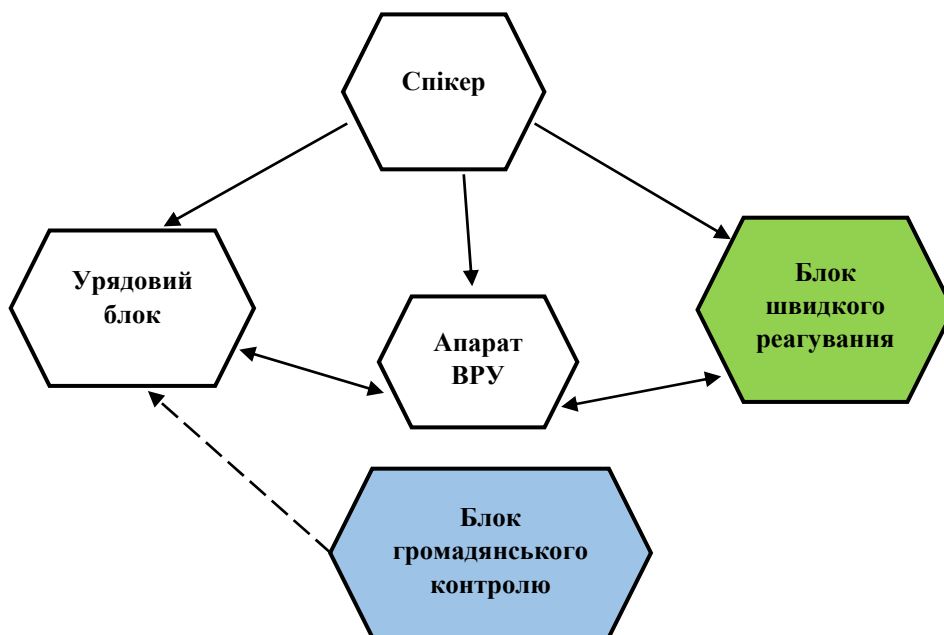 Спікер
Урядовий
блок
Апарат
ВРУ
Блок
швидкого
реагування
Блок
громадянського
контролю